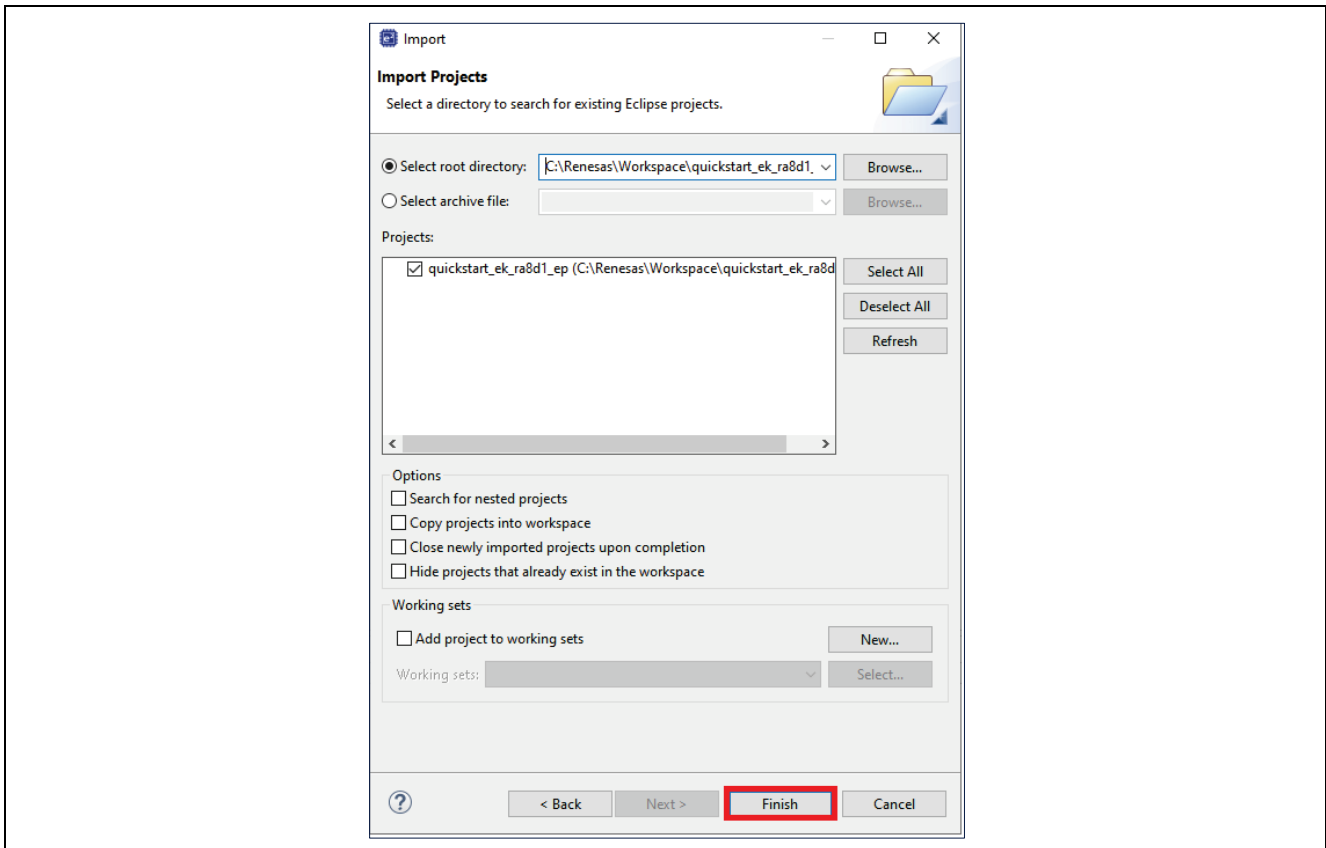 Import
Import Projects
Select a directory to search for existing Eclipse projects.
Select root directory: C:\Renesas\Workspace\quickstart_ek_ra8d1_ Browse...
Select archive file: Browse...
Projects:
quickstart_ek_ra8d1_ep (C:\Renesas\Workspace\quickstart_ek_ra8d Select All
Deselect All
Refresh
Options
Search for nested projects
Copy projects into workspace
Close newly imported projects upon completion
Hide projects that already exist in the workspace
Working sets
Add project to working sets New...
Working sets: Select...
? < Back Next > Finish Cancel